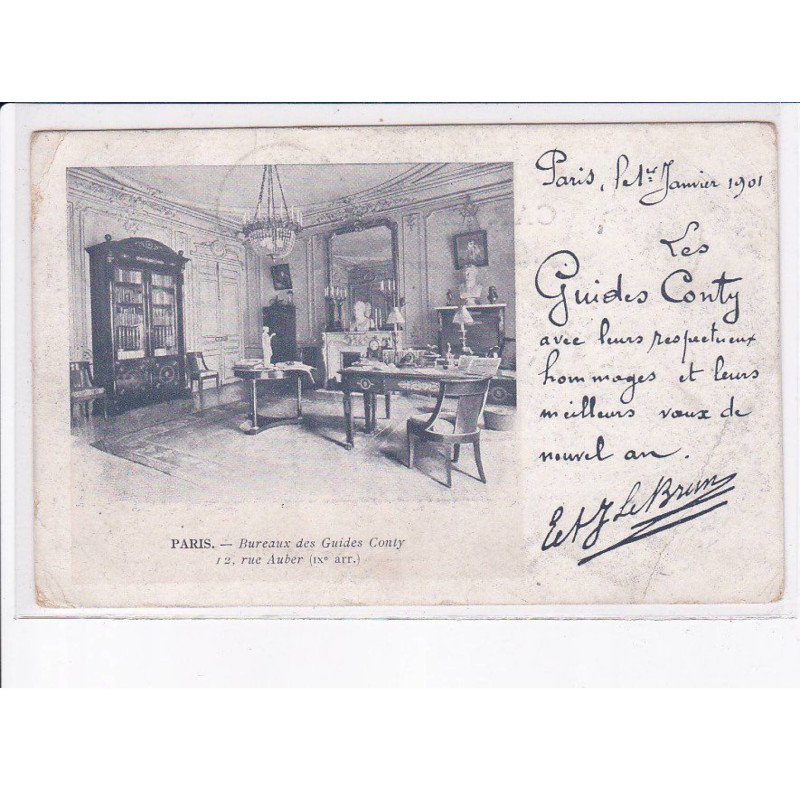 Paris, le 1er Janvier 1901
Les
Guides Conty
avec leurs respectueux
hommages et leurs
meilleurs vœux de
nouvel an.
Et A J Le Brun
PARIS. — Bureaux des Guides Conty
12, rue Auber (IXe arr.)